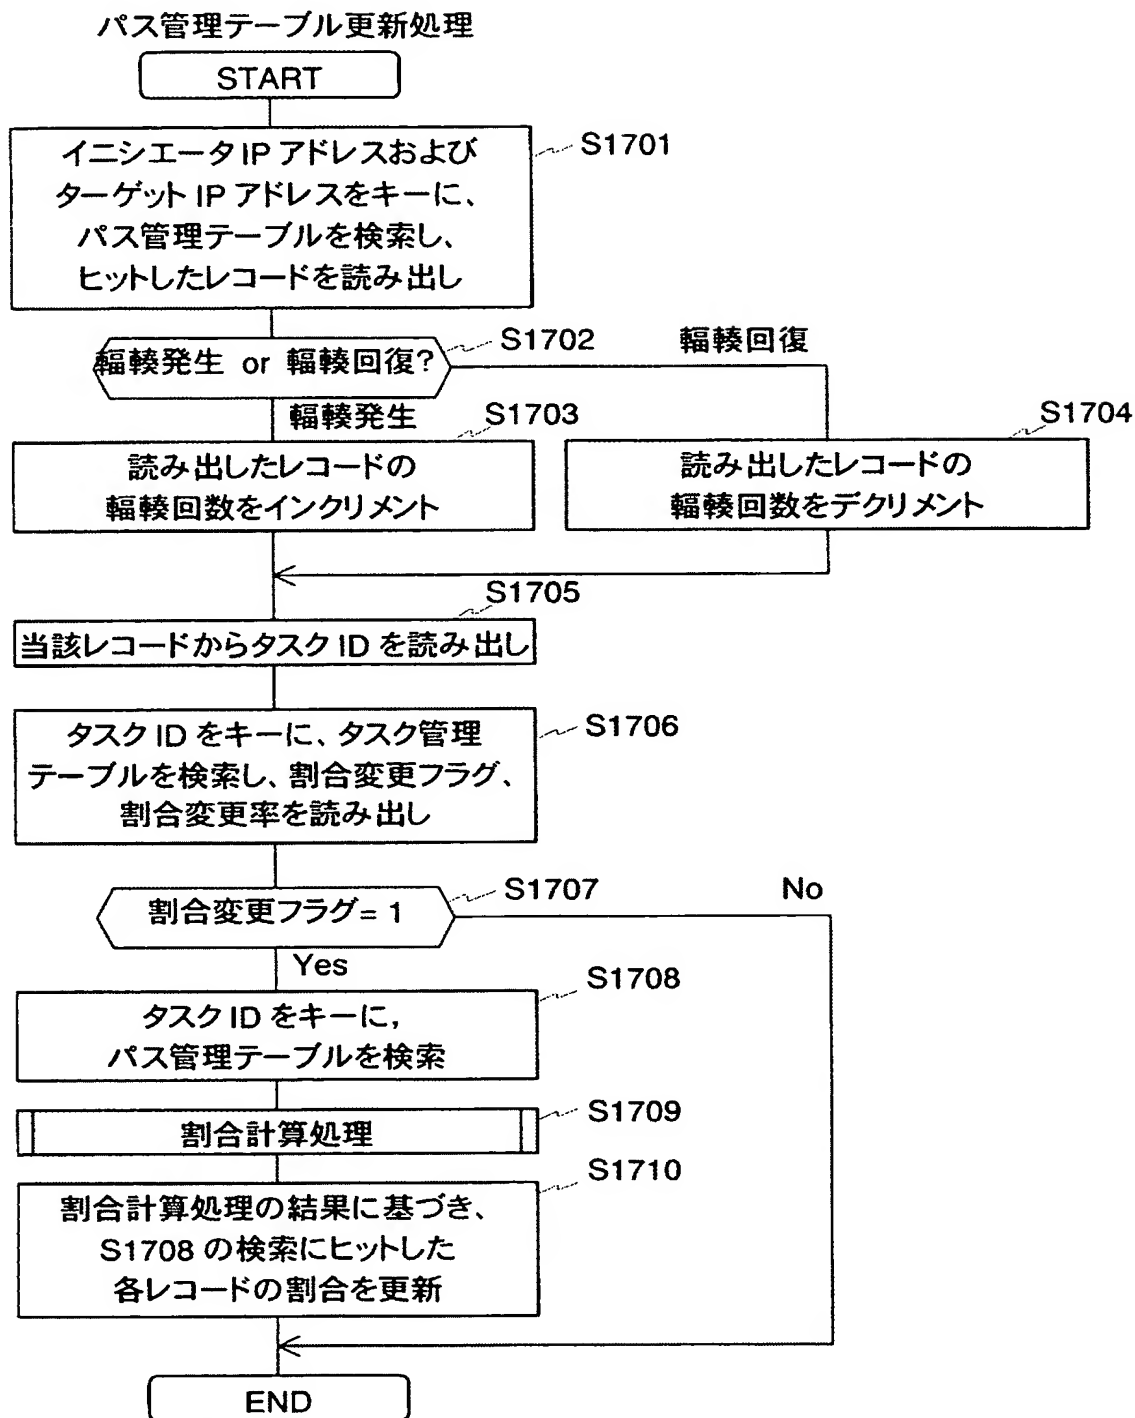 パス管理テーブル更新処理
START
イニシエータIP アドレスおよび
ターゲット IP アドレスをキーに、
パス管理テーブルを検索し、
ヒットしたレコードを読み出し
S1701
輻輳発生 or 輻輳回復?
S1702
輻輳回復
輻輳発生
S1703
読み出したレコードの
輻輳回数をインクリメント
S1704
読み出したレコードの
輻輳回数をデクリメント
S1705
当該レコードからタスク ID を読み出し
タスク ID をキーに、タスク管理
テーブルを検索し、割合変更フラグ、
割合変更率を読み出し
S1706
割合変更フラグ= 1
S1707
No
Yes
S1708
タスク ID をキーに,
パス管理テーブルを検索
割合計算処理
S1709
S1710
割合計算処理の結果に基づき、
S1708 の検索にヒットした
各レコードの割合を更新
END